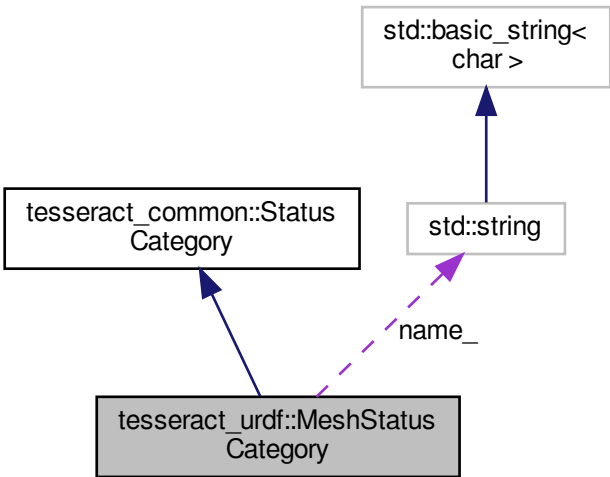 std::basic_string<
char >
tesseract_common::Status
Category
std::string
name_
tesseract_urdf::MeshStatus
Category